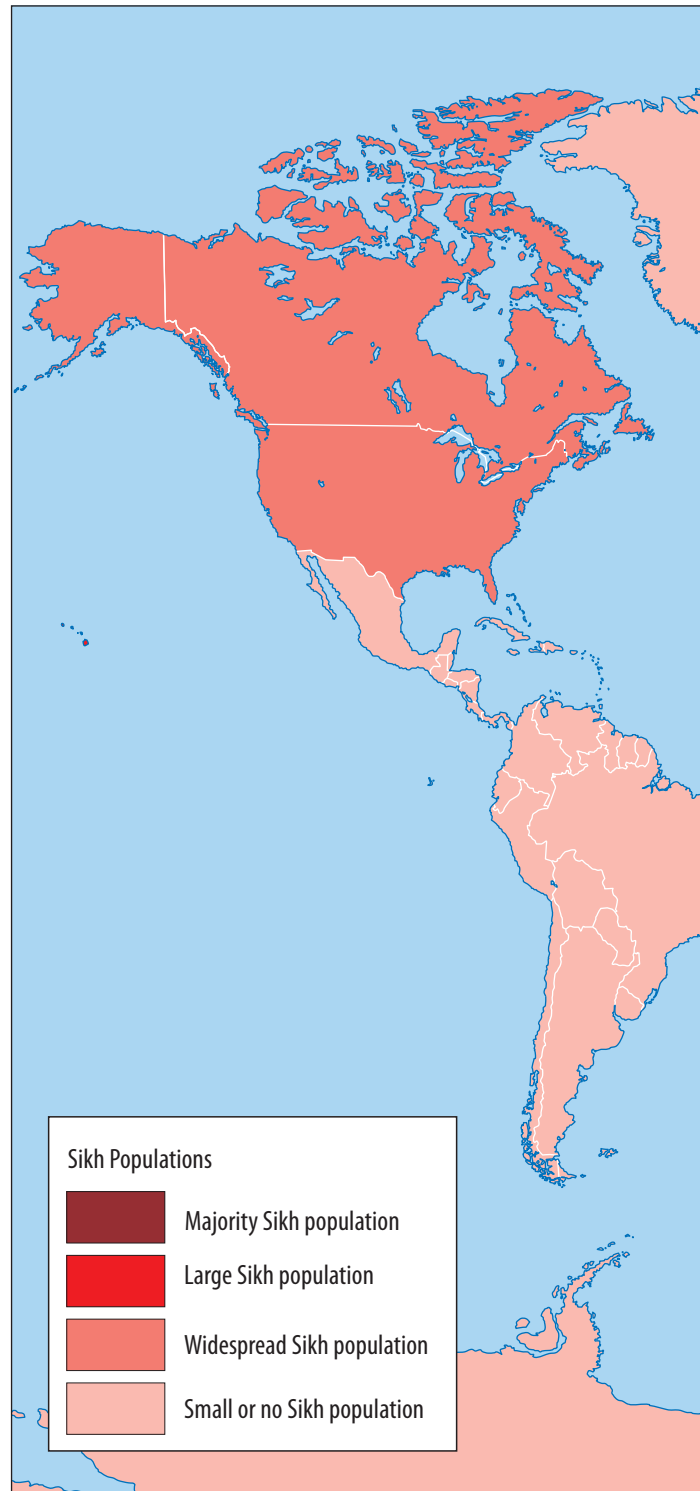 Sikh Populations
Majority Sikh population
Large Sikh population
Widespread Sikh population
Small or no Sikh population